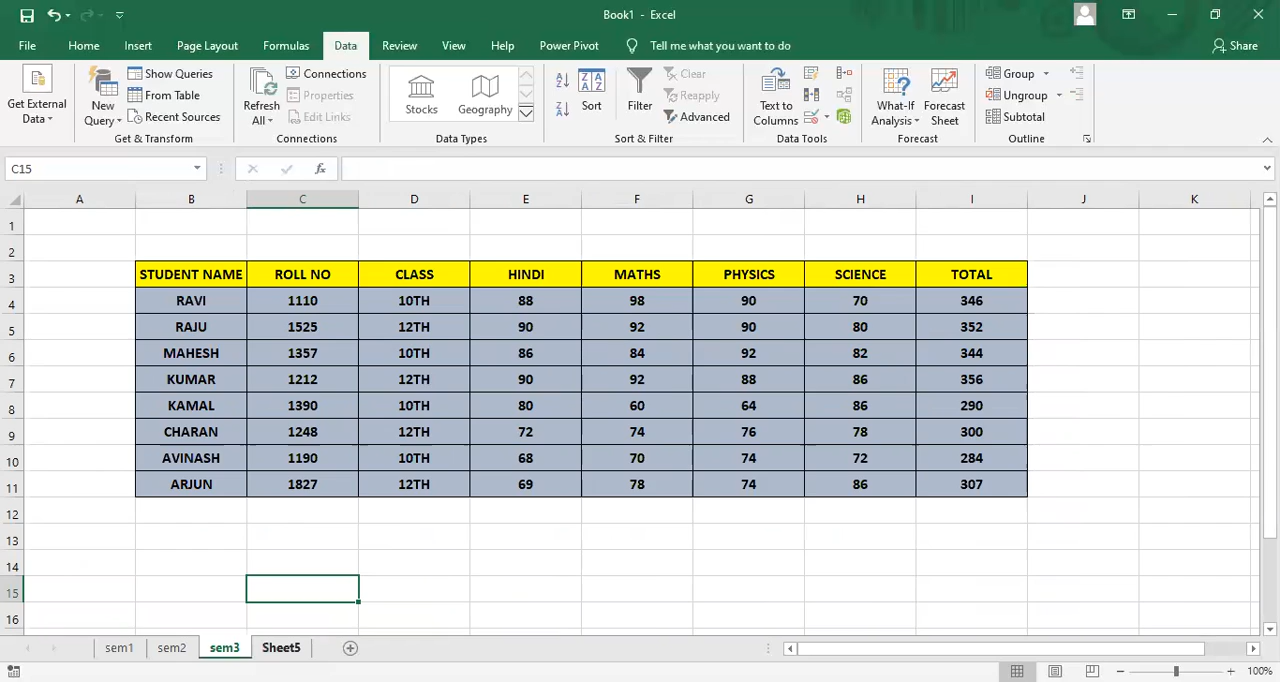 Book1 - Excel
File Home Insert Page Layout Formulas Data Review View Help Power Pivot Tell me what you want to do Share
Get External Data
New Query
Show Queries
From Table
Recent Sources
Get & Transform
Refresh All
Connections
Properties
Edit Links
Connections
Stocks Geography
Data Types
Sort
Filter
Clear
Reapply
Advanced
Sort & Filter
Text to Columns
Data Tools
What-If Analysis
Forecast Sheet
Forecast
Group
Ungroup
Subtotal
Outline
C15 fx
A B C D E F G H I J K
1
2
3 STUDENT NAME ROLL NO CLASS HINDI MATHS PHYSICS SCIENCE TOTAL
4 RAVI 1110 10TH 88 98 90 70 346
5 RAJU 1525 12TH 90 92 90 80 352
6 MAHESH 1357 10TH 86 84 92 82 344
7 KUMAR 1212 12TH 90 92 88 86 356
8 KAMAL 1390 10TH 80 60 64 86 290
9 CHARAN 1248 12TH 72 74 76 78 300
10 AVINASH 1190 10TH 68 70 74 72 284
11 ARJUN 1827 12TH 69 78 74 86 307
12
13
14
15
16
sem1 sem2 sem3 Sheet5
100%